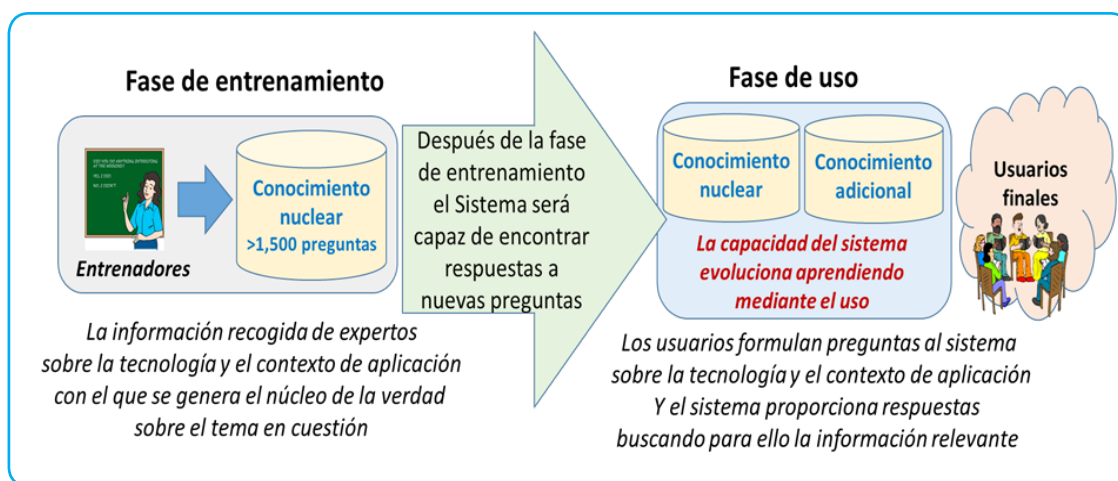 Fase de entrenamiento
Entrenadores
Conocimiento
nuclear
>1,500 preguntas
La información recogida de expertos
sobre la tecnología y el contexto de aplicación
con el que se genera el núcleo de la verdad
sobre el tema en cuestión
Después de la fase
de entrenamiento
el Sistema será
capaz de encontrar
respuestas a
nuevas preguntas
Fase de uso
Conocimiento
nuclear
Conocimiento
adicional
La capacidad del sistema
evoluciona aprendiendo
mediante el uso
Usuarios
finales
Los usuarios formulan preguntas al sistema
sobre la tecnología y el contexto de aplicación
Y el sistema proporciona respuestas
buscando para ello la información relevante